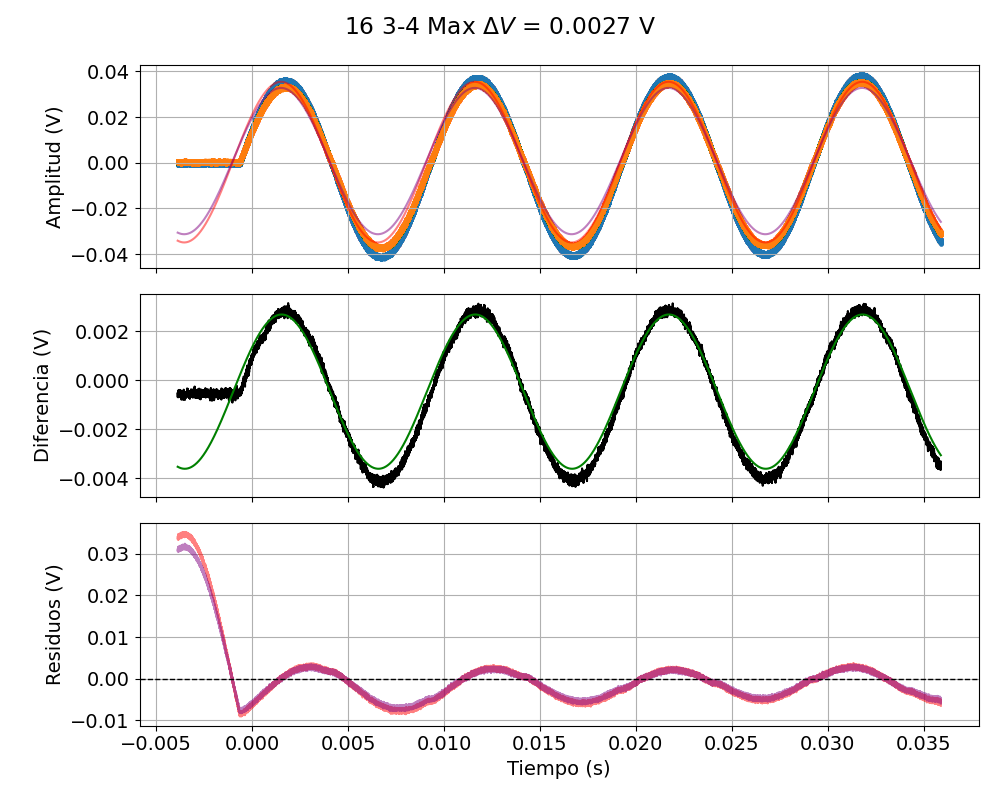 16 3-4 Max ΔV = 0.0027 V
0.04
0.02
0.00
−0.02
−0.04
Amplitud (V)
0.002
0.000
−0.002
−0.004
Diferencia (V)
0.03
0.02
0.01
0.00
−0.01
Residuos (V)
−0.005 0.000 0.005 0.010 0.015 0.020 0.025 0.030 0.035
Tiempo (s)